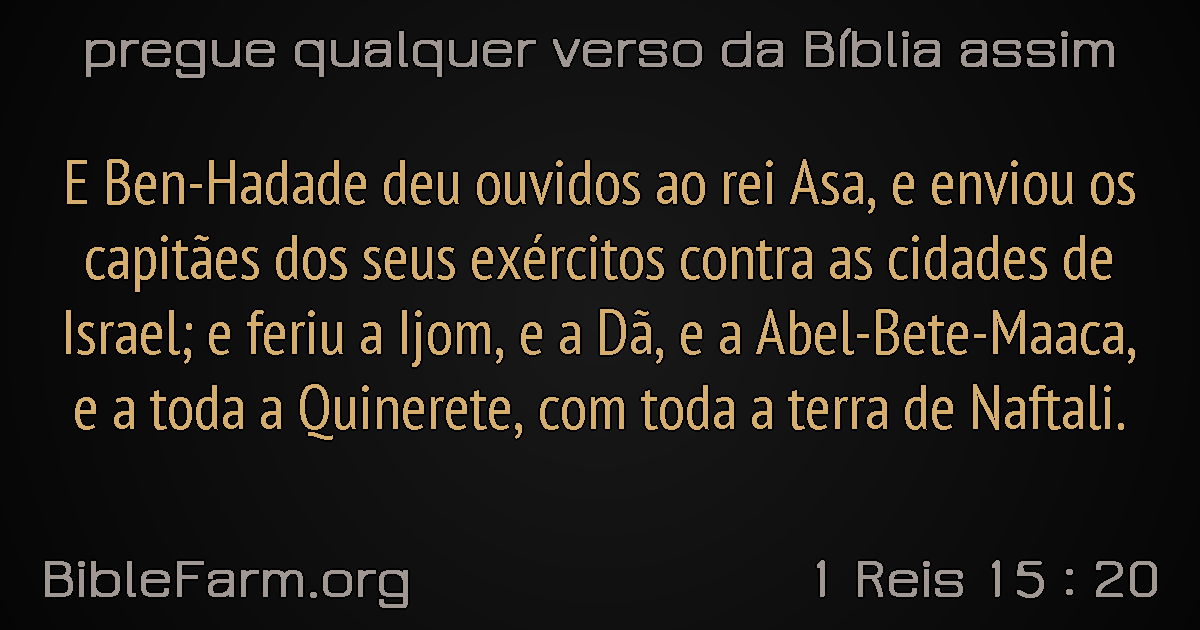 pregue qualquer verso da Bíblia assim
E Ben-Hadade deu ouvidos ao rei Asa, e enviou os
capitães dos seus exércitos contra as cidades de
Israel; e feriu a Ijom, e a Dã, e a Abel-Bete-Maaca,
e a toda a Quinerete, com toda a terra de Naftali.
BibleFarm.org
1 Reis 15 : 20